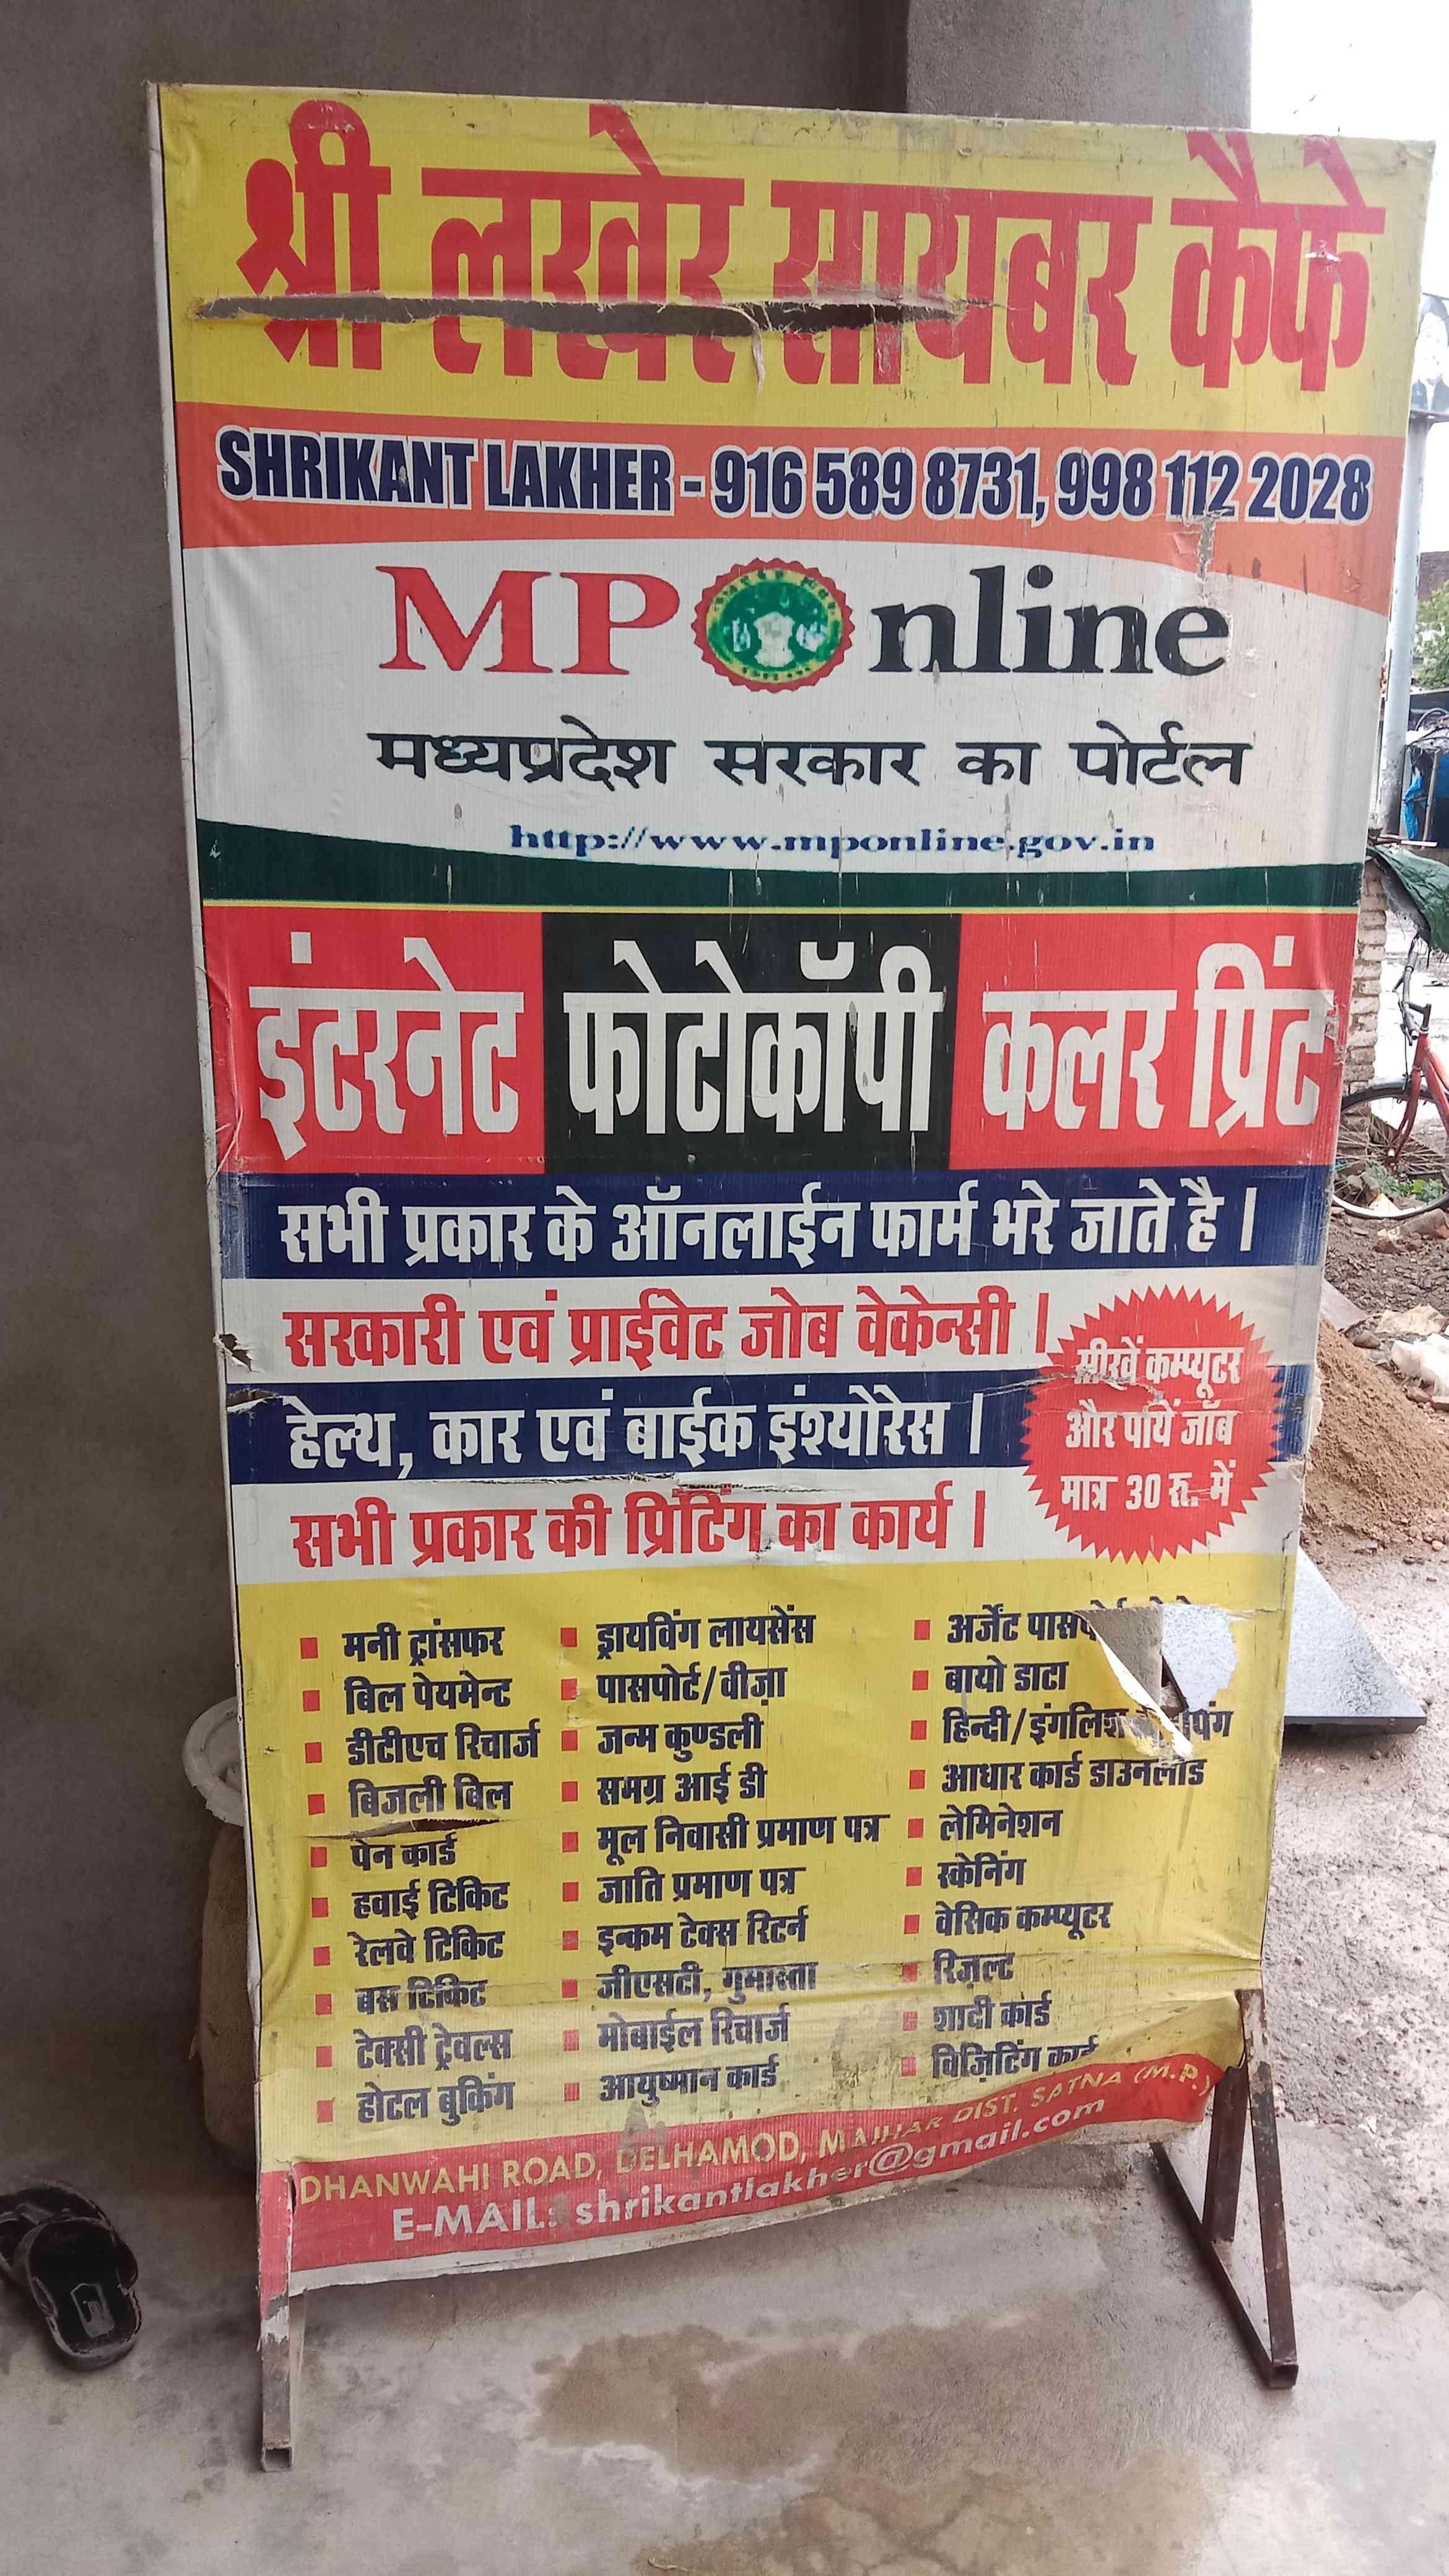 श्री लखेर सायबर कैफे
SHRIKANT LAKHER - 916 589 8731, 998 112 2028
MPOnline
मध्यप्रदेश सरकार का पोर्टल
http://www.mponline.gov.in
इंटरनेट फोटोकॉपी कलर प्रिंट
सभी प्रकार के ऑनलाईन फार्म भरे जाते है ।
सरकारी एवं प्राईवेट जोब वेकेन्सी ।
हेल्थ, कार एवं बाईक इंश्योरेस ।
सभी प्रकार की प्रिंटिंग का कार्य ।
सीखें कम्प्यूटर
और पायें जॉब
मात्र 30 रू. में
मनी ट्रांसफर
बिल पेयमेन्ट
डीटीएच रिचार्ज
बिजली बिल
पेन कार्ड
हवाई टिकिट
रेलवे टिकिट
बस टिकिट
टेक्सी ट्रेवल्स
होटल बुकिंग
ड्रायविंग लायसेंस
पासपोर्ट/वीज़ा
जन्म कुण्डली
समग्र आई डी
मूल निवासी प्रमाण पत्र
जाति प्रमाण पत्र
इन्कम टेक्स रिटर्न
जीएसटी, गुमास्ता
मोबाईल रिचार्ज
आयुष्मान कार्ड
अर्जेंट
बायो डाटा
हिन्दी/इंगलिश
आधार कार्ड डाउनलोड
लेमिनेशन
स्केनिंग
वेसिक कम्प्यूटर
रिजल्ट
शादी कार्ड
विज़िटिंग कार्ड
DHANWAHI ROAD, DELHAMOD, MAIHAR DIST. SATNA (M.P.)
E-MAIL: shrikantlakher@gmail.com